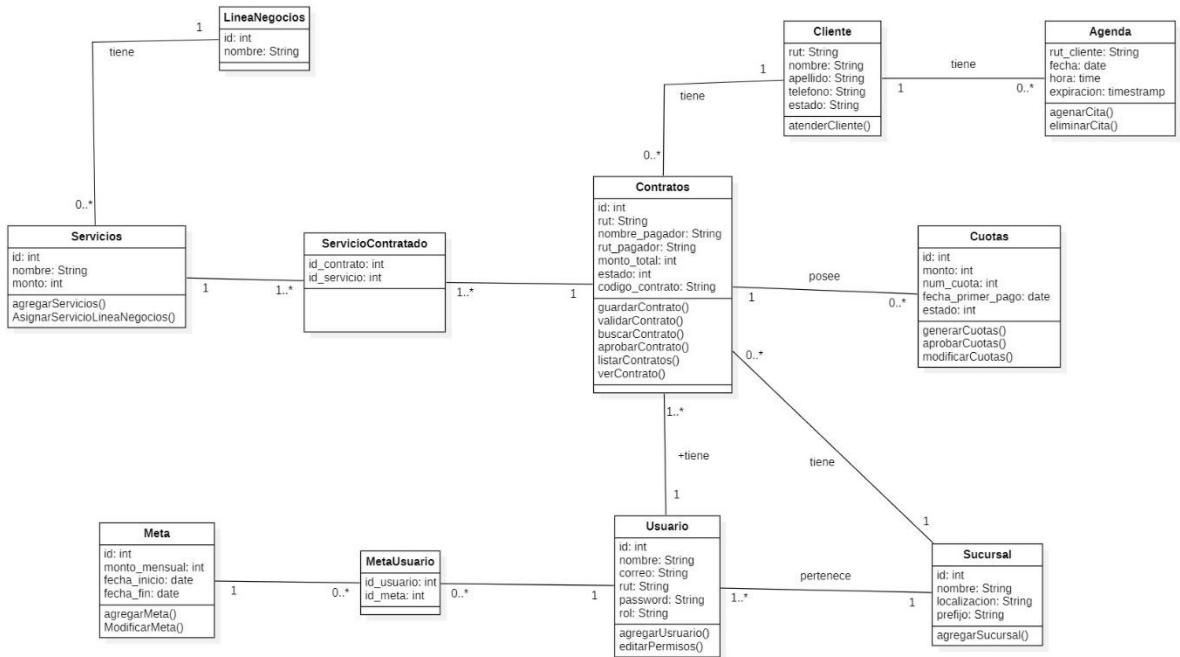 LineaNegocios
id: int
nombre: String
1
tiene
0..*
Cliente
rut: String
nombre: String
apellido: String
telefono: String
estado: String
atenderCliente()
1
tiene
0..*
1
tiene
0..*
Agenda
rut_cliente: String
fecha: date
hora: time
expiracion: timestramp
agenarCita()
eliminarCita()
Servicios
id: int
nombre: String
monto: int
agregarServicios()
AsignarServicioLineaNegocios()
1
1..*
ServicioContratado
id_contrato: int
id_servicio: int
1..*
1
Contratos
id: int
rut: String
nombre_pagador: String
rut_pagador: String
monto_total: int
estado: int
codigo_contrato: String
guardarContrato()
validarContrato()
buscarContrato()
aprobarContrato()
listarContratos()
verContrato()
posee
1
0..*
Cuotas
id: int
monto: int
num_cuota: int
fecha_primer_pago: date
estado: int
generarCuotas()
aprobarCuotas()
modificarCuotas()
0..*
tiene
1
1..*
+tiene
1
Meta
id: int
monto_mensual: int
fecha_inicio: date
fecha_fin: date
agregarMeta()
ModificarMeta()
1
0..*
MetaUsuario
id_usuario: int
id_meta: int
0..*
1
Usuario
id: int
nombre: String
correo: String
rut: String
password: String
rol: String
agregarUsruario()
editarPermisos()
pertenece
1..*
1
Sucursal
id: int
nombre: String
localizacion: String
prefijo: String
agregarSucursal()